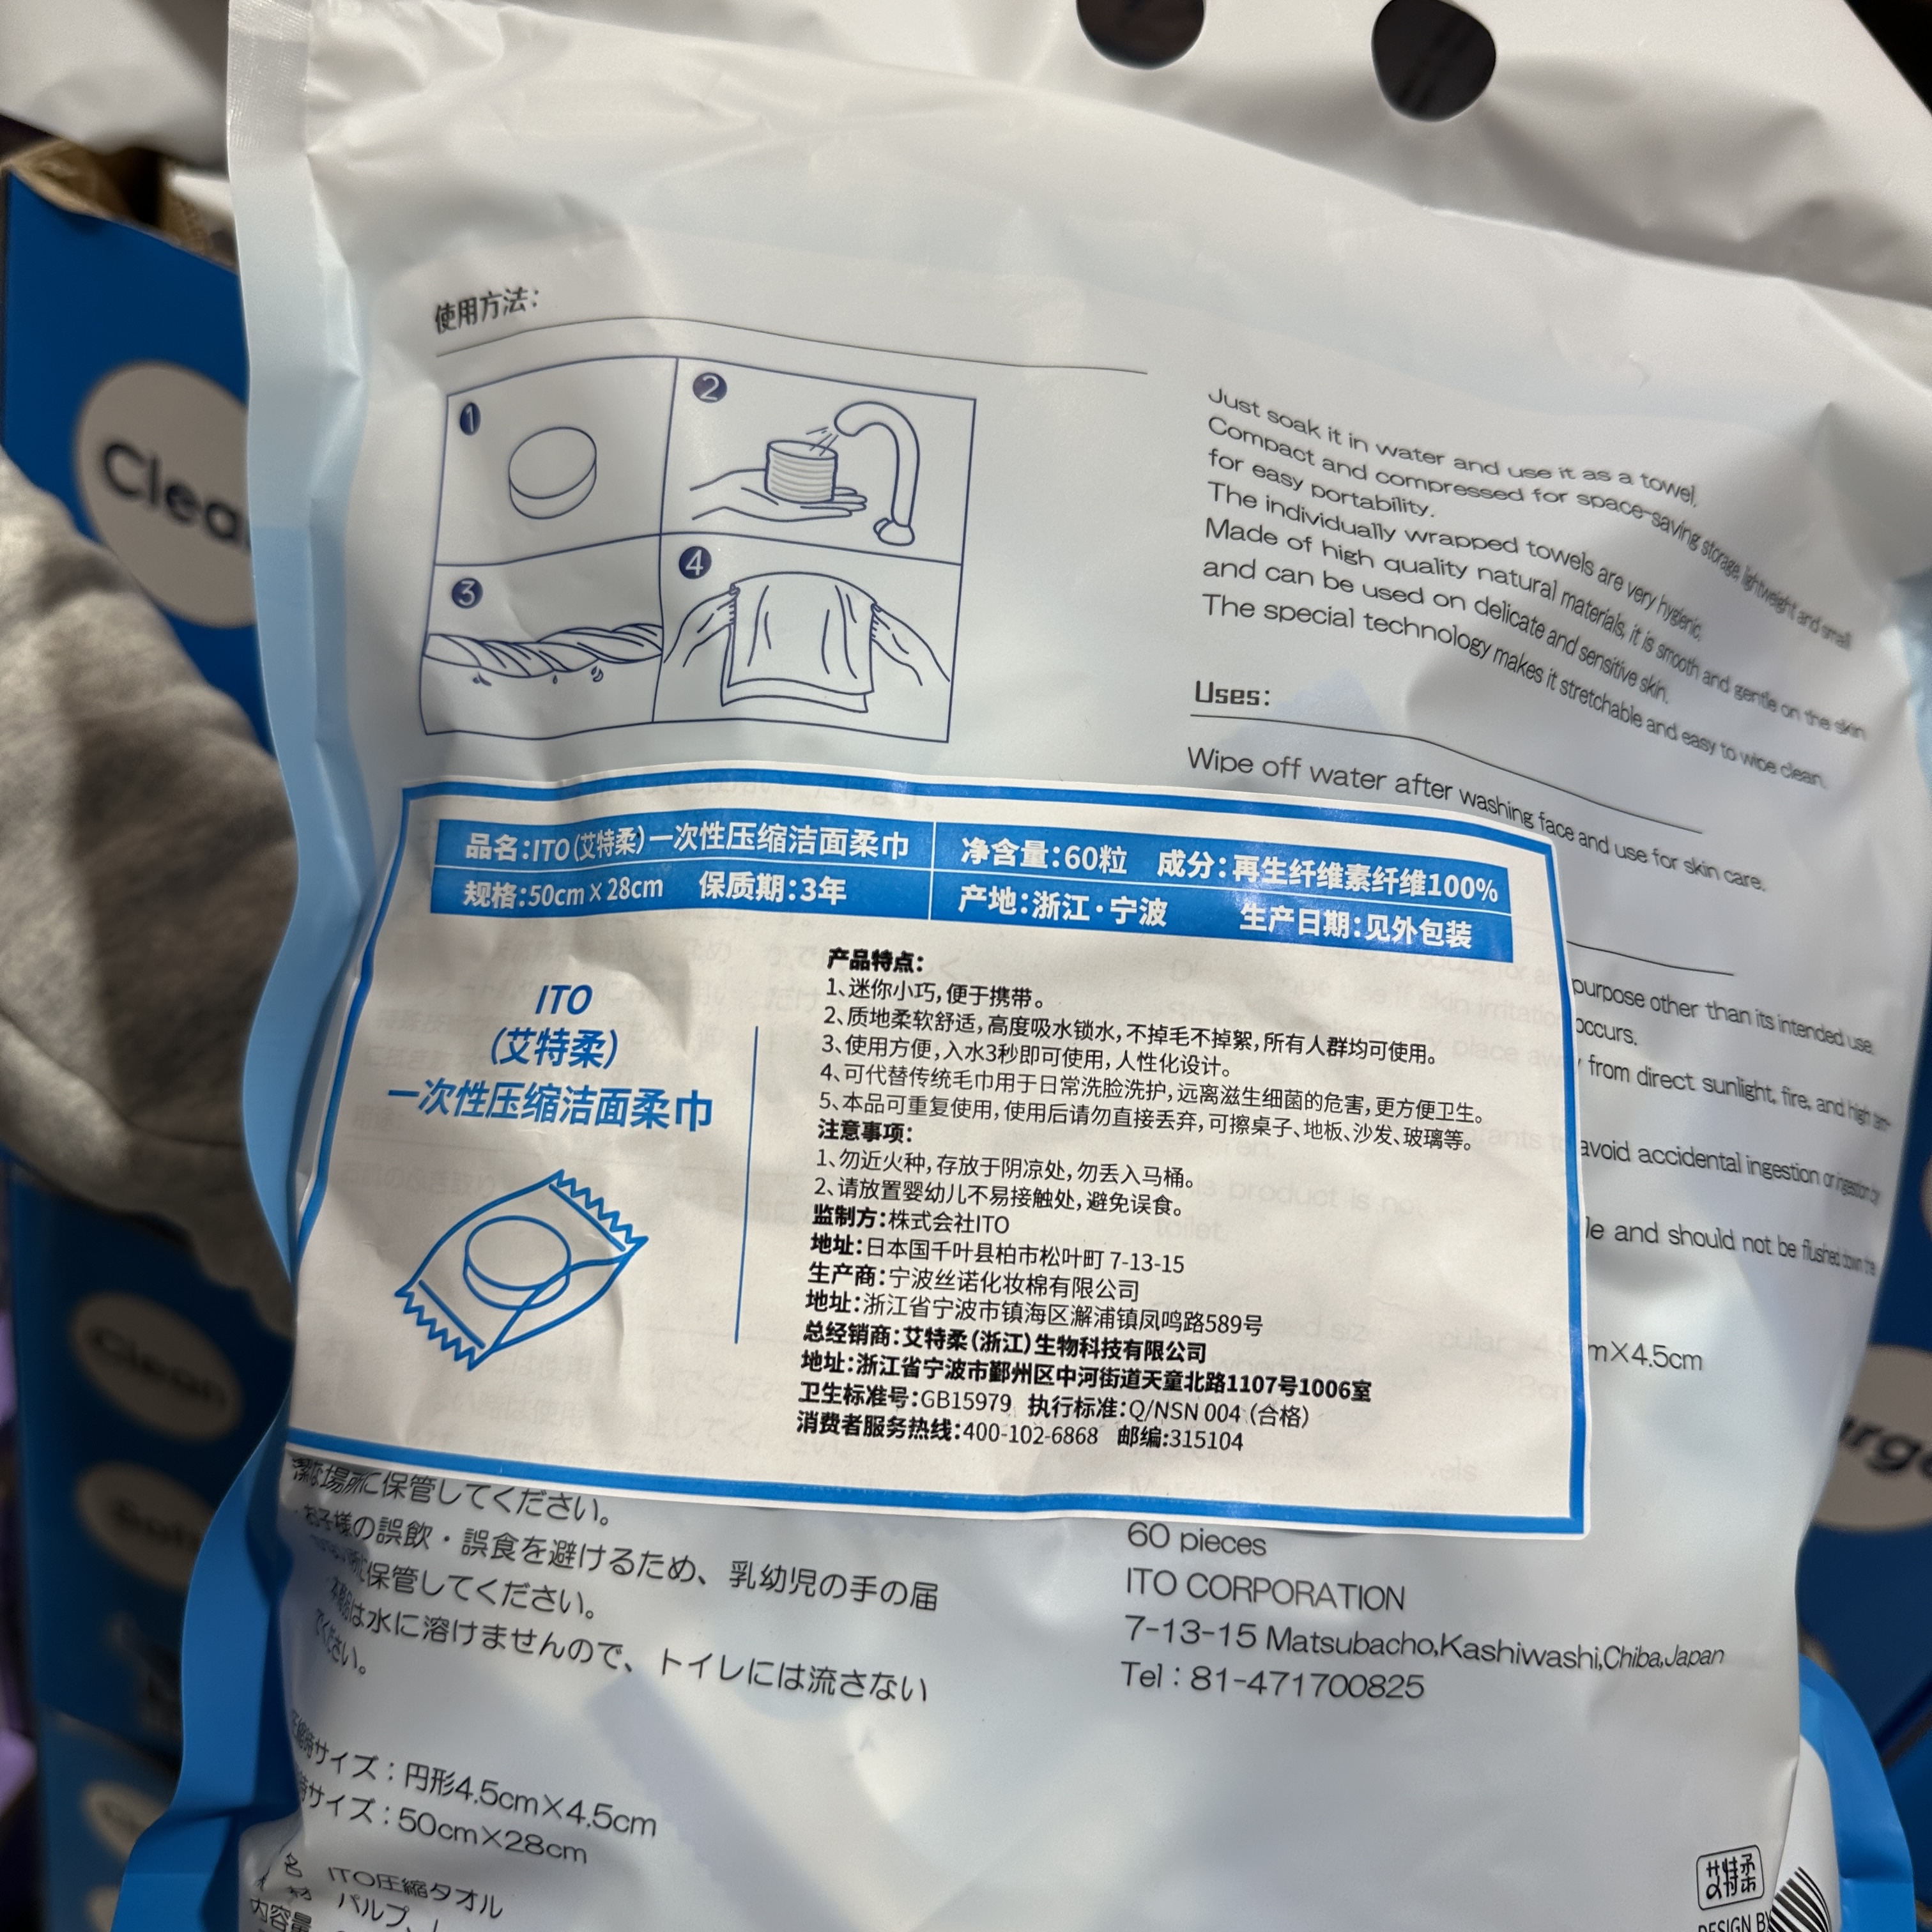 Clea
使用方法：
1
2
3
4
Just soak it in water and use it as a towel.
Compact and compressed for space-saving storage, lightweight and small
for easy portability.
The individually wrapped towels are very hygienic.
Made of high quality natural materials, it is smooth and gentle on the skin
and can be used on delicate and sensitive skin.
The special technology makes it stretchable and easy to wipe clean.
Uses:
Wipe off water after washing face and use for skin care.
品名:ITO(艾特柔)一次性压缩洁面柔巾
净含量:60粒 成分:再生纤维素纤维100%
规格:50cm×28cm 保质期:3年
产地:浙江·宁波 生产日期:见外包装
ITO
(艾特柔)
一次性压缩洁面柔巾
产品特点:
1、迷你小巧,便于携带。
2、质地柔软舒适,高度吸水锁水,不掉毛不掉絮,所有人群均可使用。
3、使用方便,入水3秒即可使用,人性化设计。
4、可代替传统毛巾用于日常洗脸洗护,远离滋生细菌的危害,更方便卫生。
5、本品可重复使用,使用后请勿直接丢弃,可擦桌子、地板、沙发、玻璃等。
注意事项:
1、勿近火种,存放于阴凉处,勿丢入马桶。
2、请放置婴幼儿不易接触处,避免误食。
监制方:株式会社ITO
地址:日本国千叶县柏市松叶町 7-13-15
生产商:宁波丝诺化妆棉有限公司
地址:浙江省宁波市镇海区澥浦镇凤鸣路589号
总经销商:艾特柔(浙江)生物科技有限公司
地址:浙江省宁波市鄞州区中河街道天童北路1107号1006室
卫生标准号:GB15979 执行标准:Q/NSN 004(合格)
消费者服务热线:400-102-6868 邮编:315104
purpose other than its intended use.
occurs.
from direct sunlight, fire, and high
avoid accidental ingestion or ingestion by
le and should not be flushed down the
m×4.5cm
潔な場所に保管してください。
お子様の誤飲・誤食を避けるため、乳幼児の手の届
保管してください。
本製品は水に溶けませんので、トイレには流さない
でください。
60 pieces
ITO CORPORATION
7-13-15 Matsubacho,Kashiwashi,Chiba,Japan
Tel : 81-471700825
サイズ：円形4.5cm×4.5cm
サイズ：50cm×28cm
名 ITO圧縮タオル
パルプ、
内容量
艾特柔
DESIGN BY
Clean
Soft